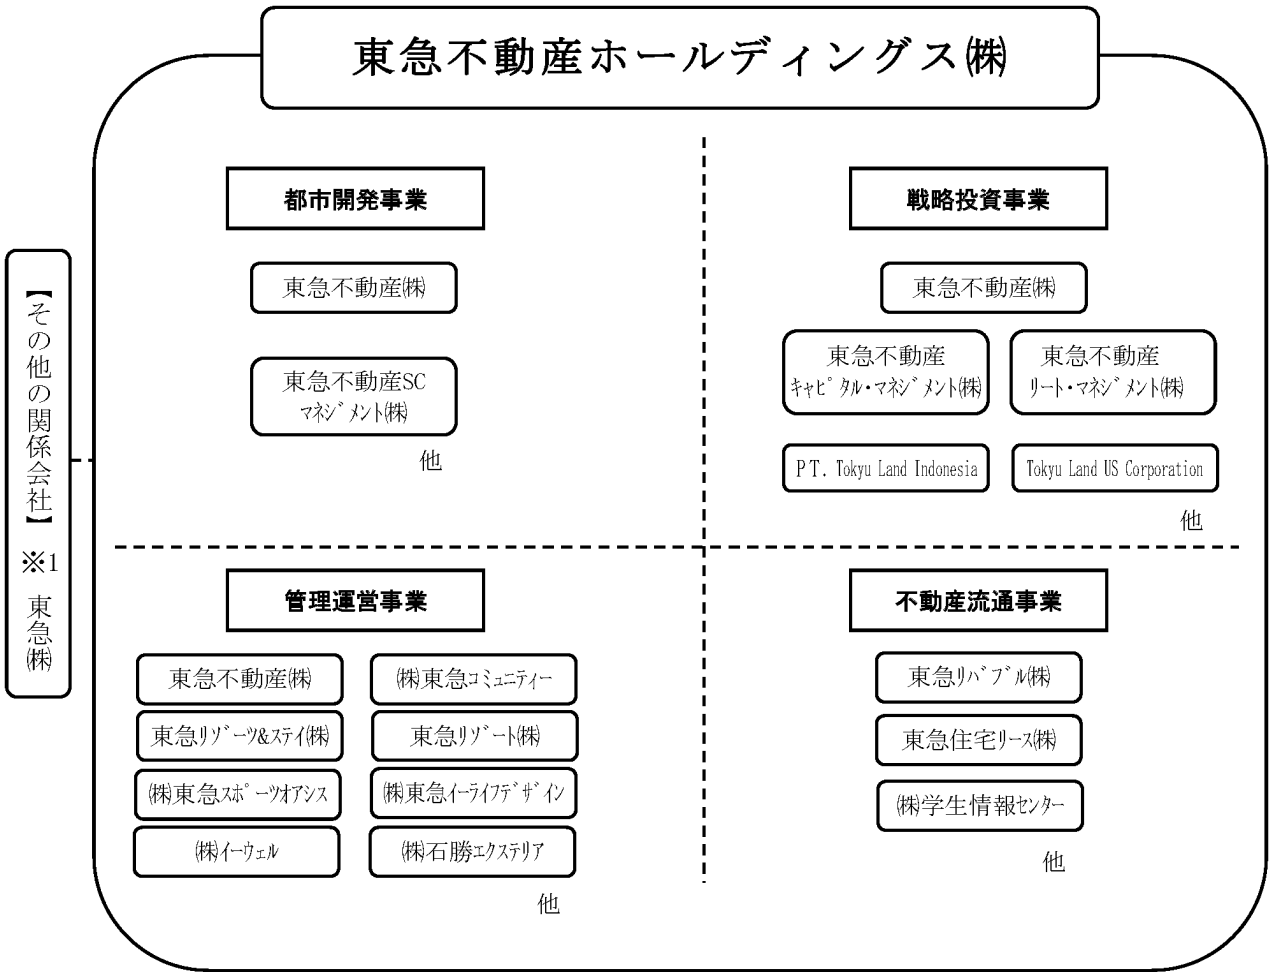 東急不動産ホールディングス㈱
【その他の関係会社】 ※1 東急㈱
都市開発事業
東急不動産㈱
東急不動産SC
マネジメント㈱
他
戦略投資事業
東急不動産㈱
東急不動産
キャピタル・マネジメント㈱
東急不動産
リート・マネジメント㈱
PT. Tokyu Land Indonesia
Tokyu Land US Corporation
他
管理運営事業
東急不動産㈱
㈱東急コミュニティー
東急リゾーツ&ステイ㈱
東急リゾート㈱
㈱東急スポーツオアシス
㈱東急イーライフデザイン
㈱イーウェル
㈱石勝エクステリア
他
不動産流通事業
東急リバブル㈱
東急住宅リース㈱
㈱学生情報センター
他